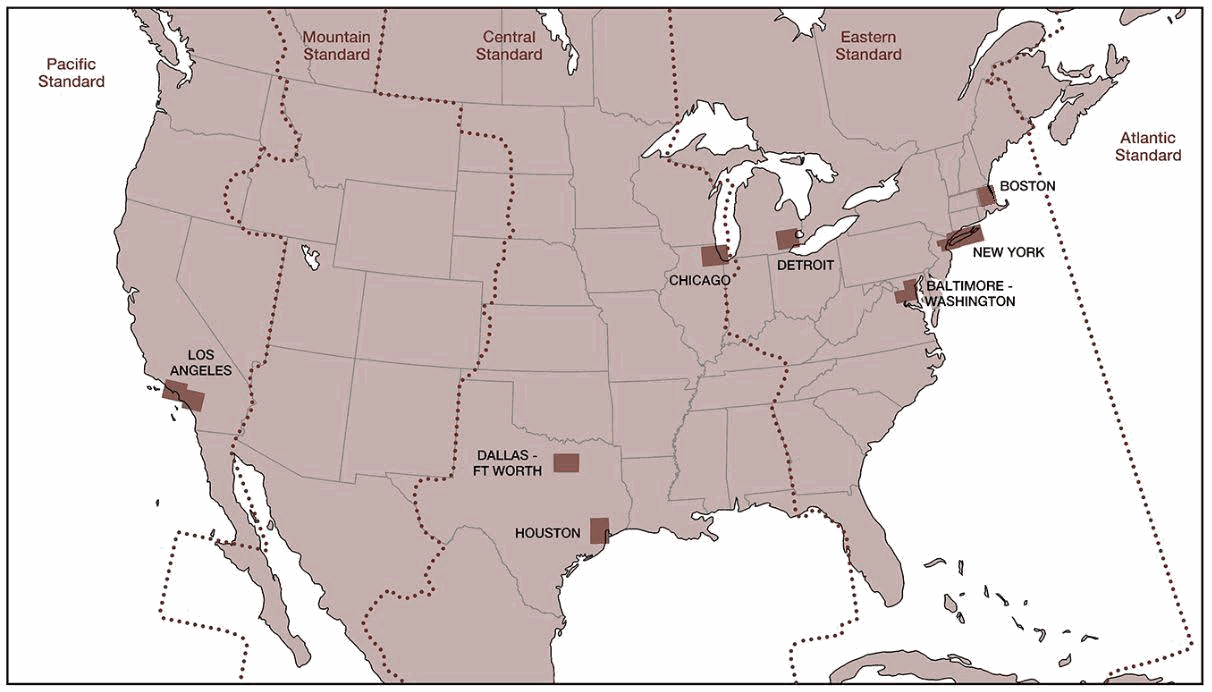 Pacific
Standard
Mountain
Standard
Central
Standard
Eastern
Standard
Atlantic
Standard
BOSTON
NEW YORK
DETROIT
CHICAGO
BALTIMORE -
WASHINGTON
LOS
ANGELES
DALLAS -
FT WORTH
HOUSTON